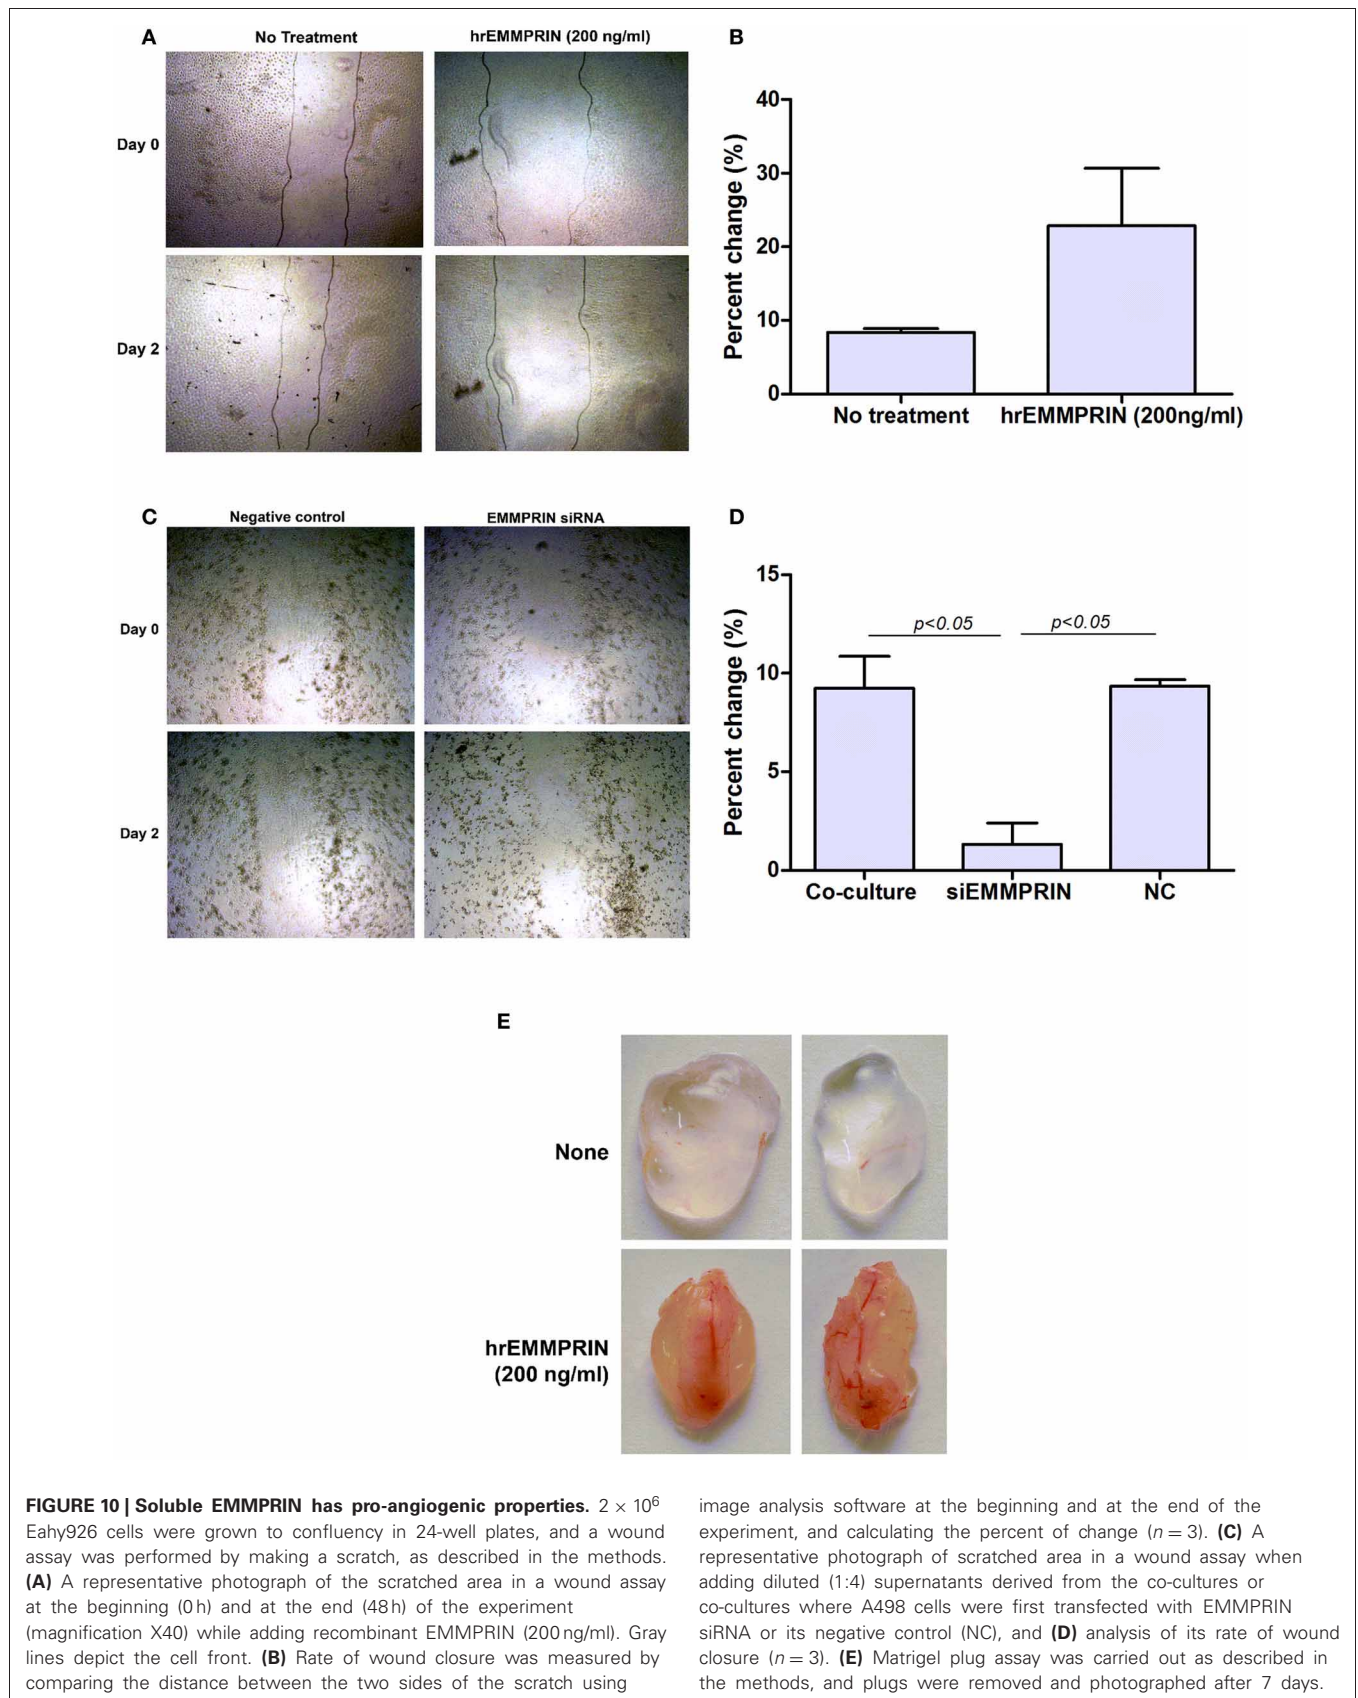 A
No Treatment
hrEMMPRIN (200 ng/ml)
Day 0
Day 2
B
Percent change (%)
40
30
20
10
0
No treatment
hrEMMPRIN (200ng/ml)
C
Negative control
EMMPRIN siRNA
Day 0
Day 2
D
Percent change (%)
15
10
5
0
p<0.05
p<0.05
Co-culture
siEMMPRIN
NC
E
None
hrEMMPRIN
(200 ng/ml)
FIGURE 10 | Soluble EMMPRIN has pro-angiogenic properties. 2 × 10⁶
Eahy926 cells were grown to confluency in 24-well plates, and a wound
assay was performed by making a scratch, as described in the methods.
(A) A representative photograph of the scratched area in a wound assay
at the beginning (0 h) and at the end (48 h) of the experiment
(magnification X40) while adding recombinant EMMPRIN (200 ng/ml). Gray
lines depict the cell front. (B) Rate of wound closure was measured by
comparing the distance between the two sides of the scratch using
image analysis software at the beginning and at the end of the
experiment, and calculating the percent of change (n = 3). (C) A
representative photograph of scratched area in a wound assay when
adding diluted (1:4) supernatants derived from the co-cultures or
co-cultures where A498 cells were first transfected with EMMPRIN
siRNA or its negative control (NC), and (D) analysis of its rate of wound
closure (n = 3). (E) Matrigel plug assay was carried out as described in
the methods, and plugs were removed and photographed after 7 days.